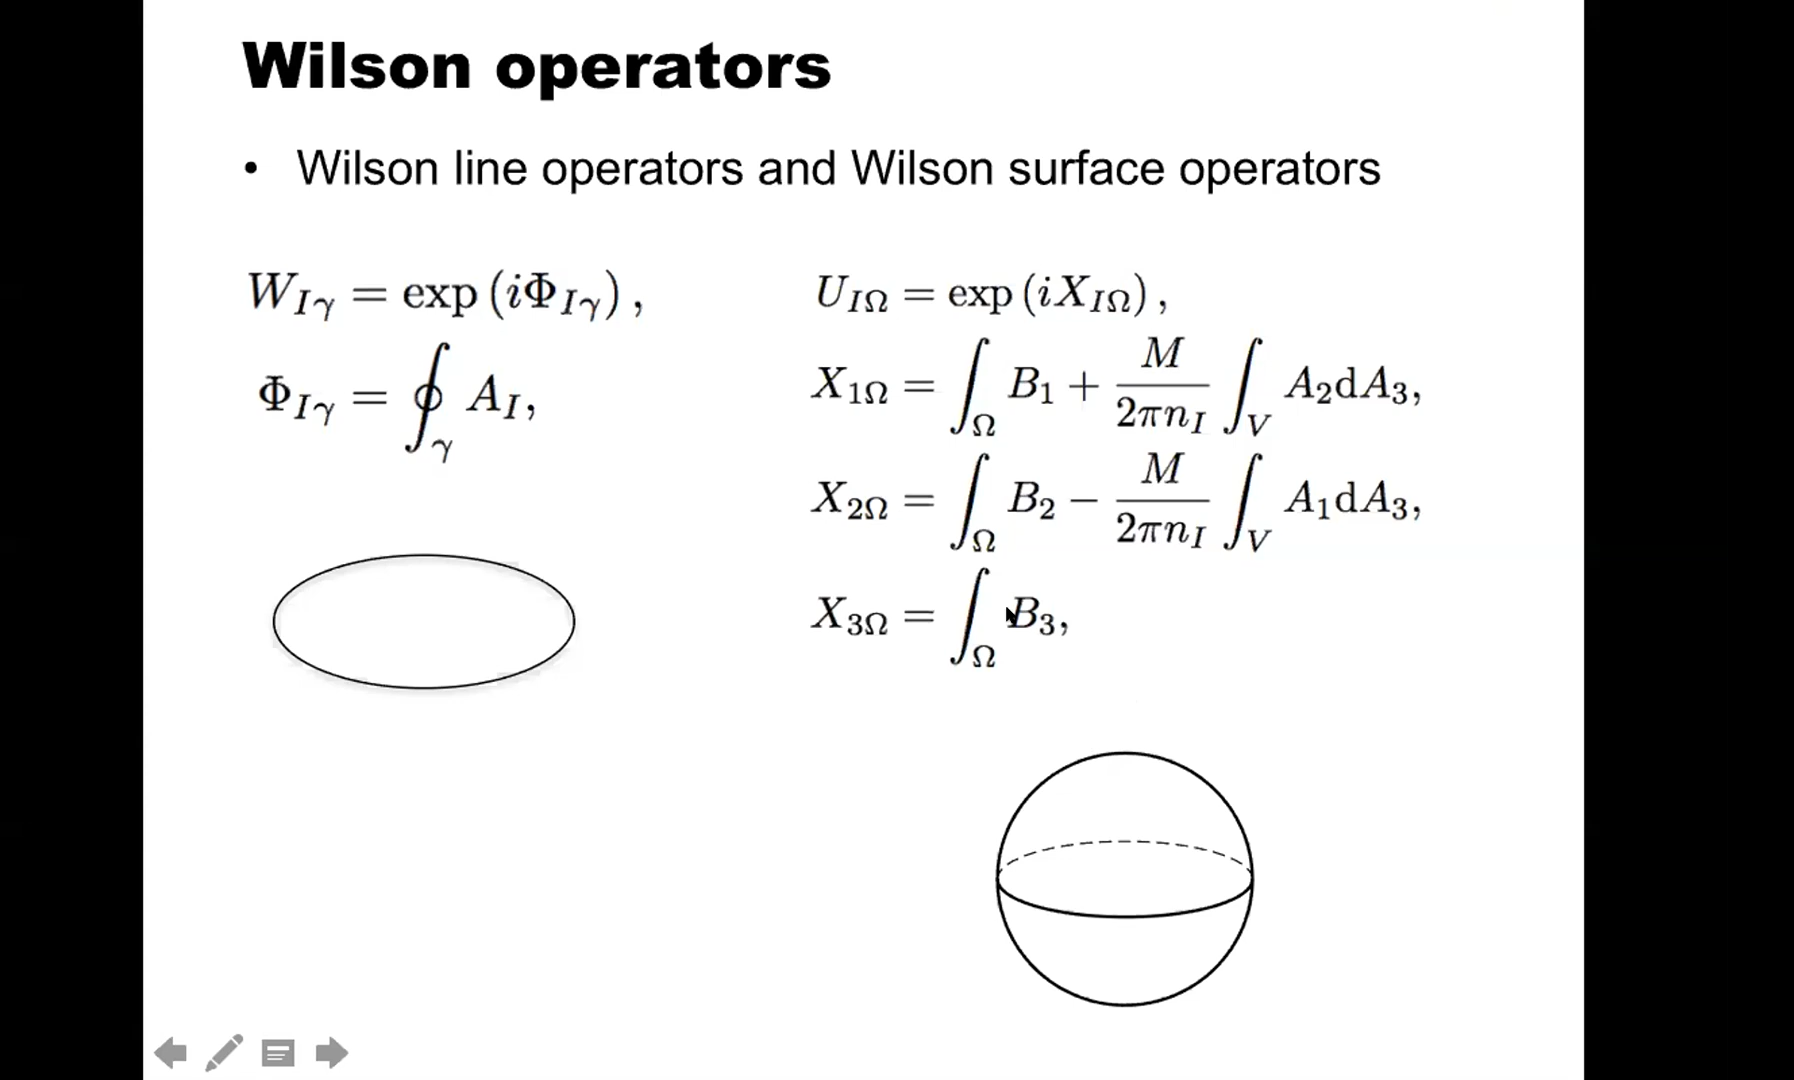 Wilson operators
• Wilson line operators and Wilson surface operators
W_{Iγ} = exp (iΦ_{Iγ}) ,
Φ_{Iγ} = ∮_γ A_I,
U_{IΩ} = exp (iX_{IΩ}) ,
X_{1Ω} = ∫_Ω B_1 + \frac{M}{2πn_I} ∫_V A_2dA_3,
X_{2Ω} = ∫_Ω B_2 − \frac{M}{2πn_I} ∫_V A_1dA_3,
X_{3Ω} = ∫_Ω B_3,